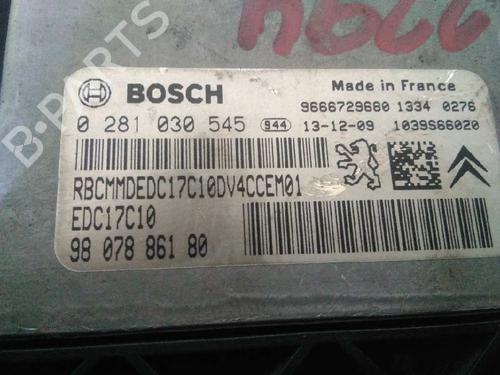 B-PARTS
BOSCH
Made in France
9666729680 1334 0276
0 281 030 545 944 13-12-09 1039S66020
RBCMMDEDC17C10DV4CCEM01
EDC17C10
98 078 861 80